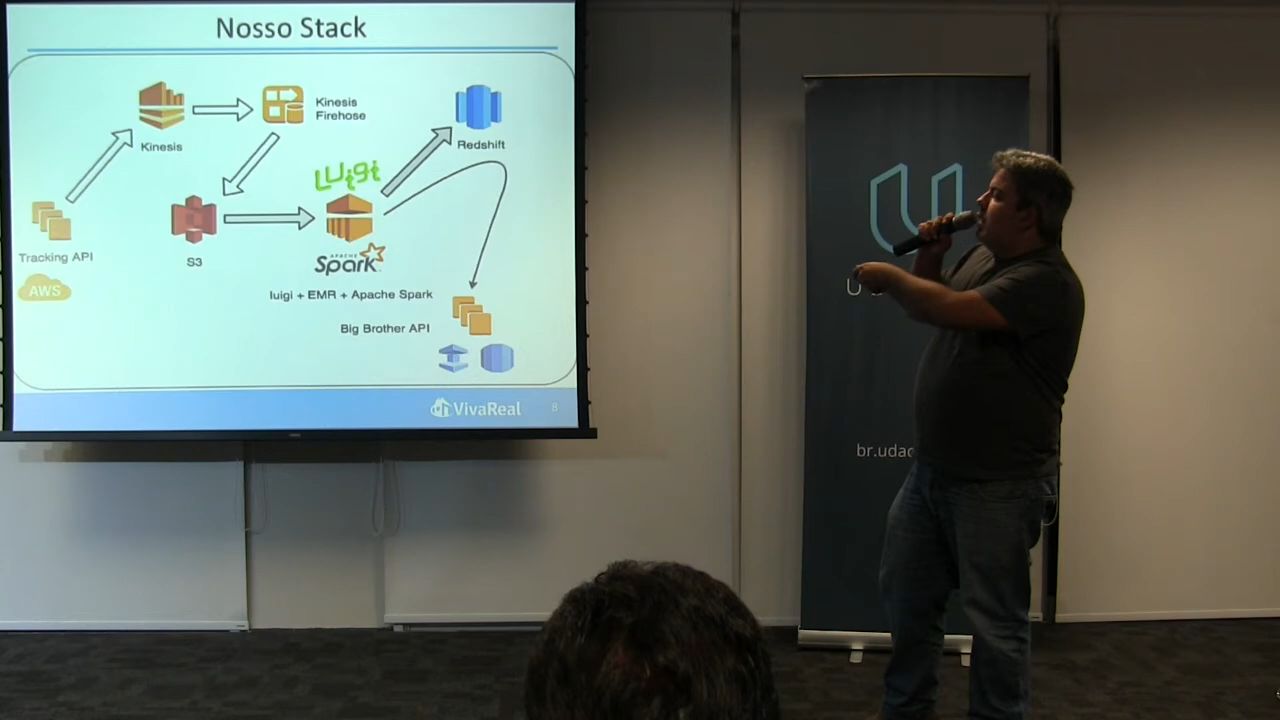 Nosso Stack
Kinesis
Firehose
Kinesis
Redshift
Luigi
Tracking API
S3
AWS
APACHE
Spark
luigi + EMR + Apache Spark
Big Brother API
VivaReal
8
U
br.udac